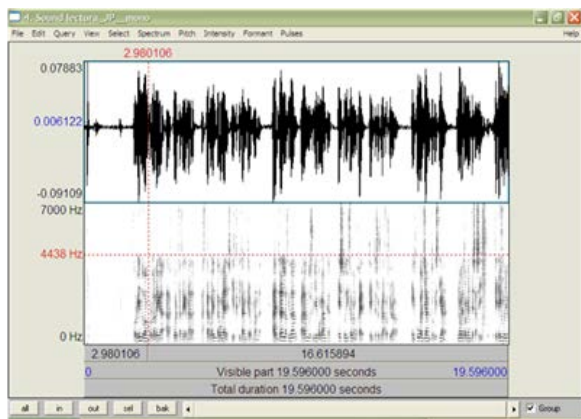 4. Sound lectura_JP__mono
File Edit Query View Select Spectrum Pitch Intensity Formant Pulses Help
2.980106
0.07883
0.006122
-0.09109
7000 Hz
4438 Hz
0 Hz
2.980106 16.615894
0 Visible part 19.596000 seconds 19.596000
Total duration 19.596000 seconds
all in out sel bak Group